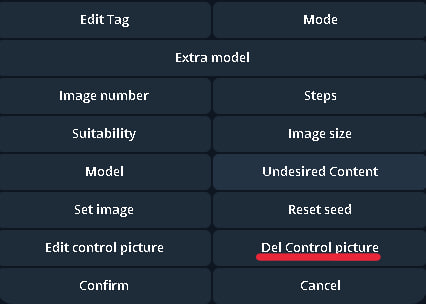 Edit Tag
Mode
Extra model
Image number
Steps
Suitability
Image size
Model
Undesired Content
Set image
Reset seed
Edit control picture
Del Control picture
Confirm
Cancel